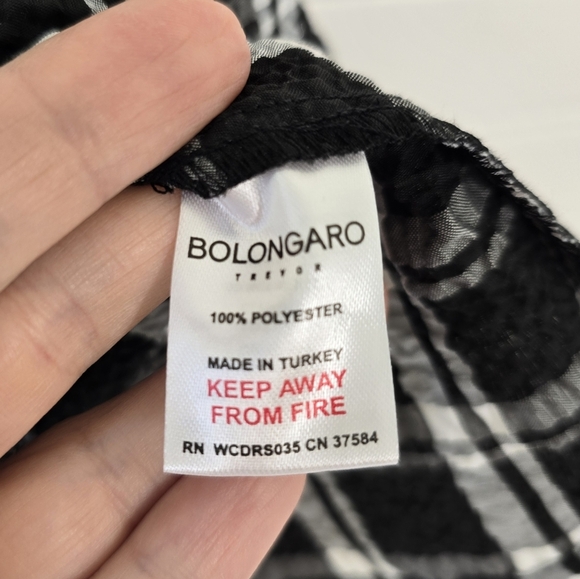 BOLONGARO
TREVOR
100% POLYESTER
MADE IN TURKEY
KEEP AWAY
FROM FIRE
RN WCDRS035 CN 37584